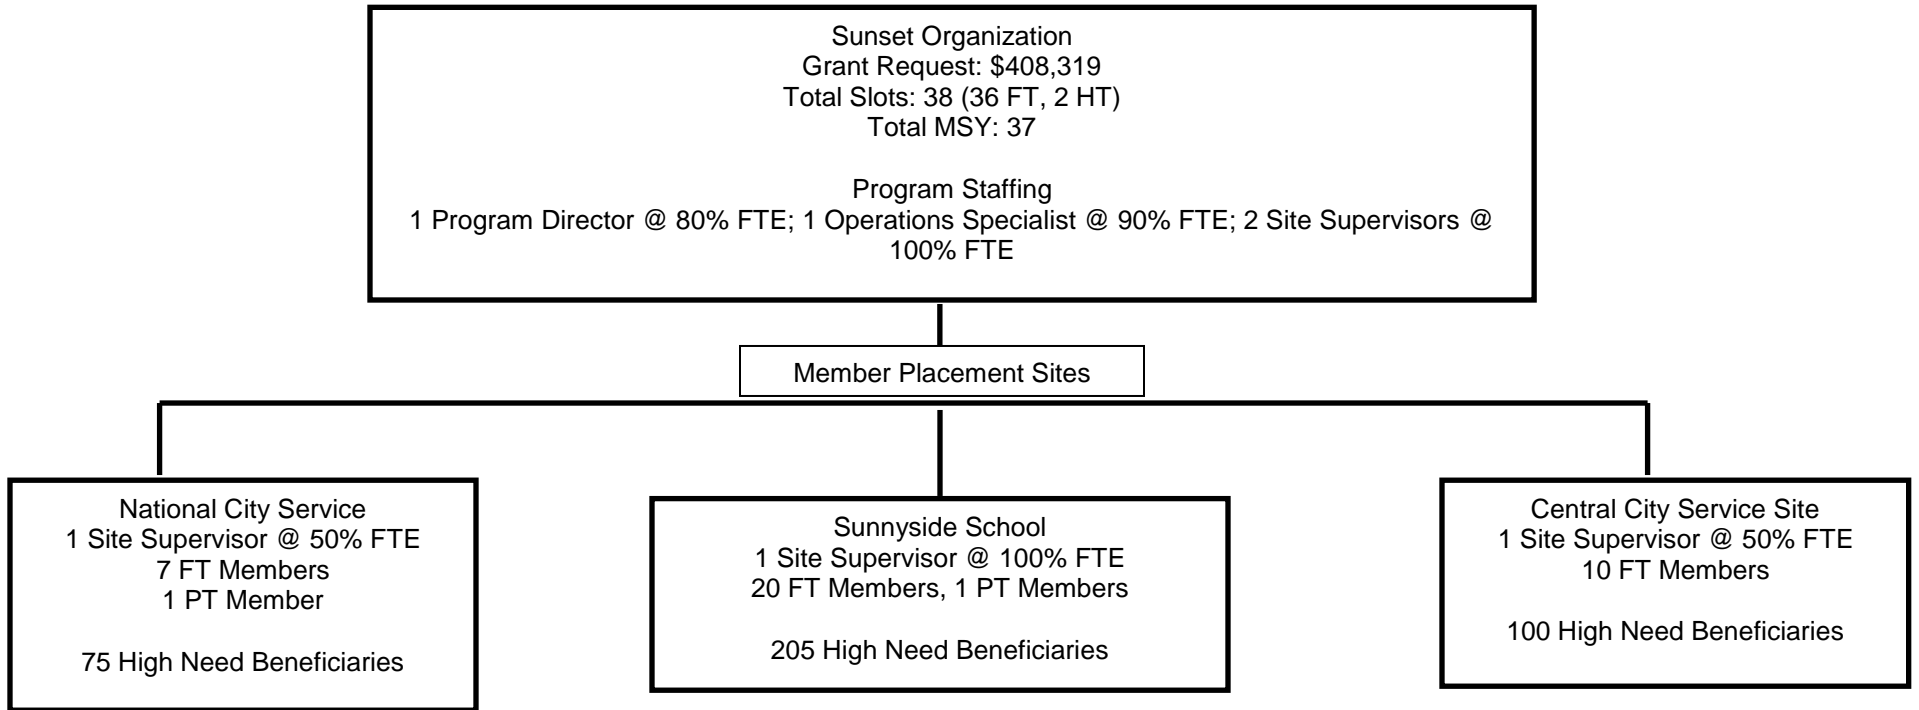 Sunset Organization
Grant Request: $408,319
Total Slots: 38 (36 FT, 2 HT)
Total MSY: 37
Program Staffing
1 Program Director @ 80% FTE; 1 Operations Specialist @ 90% FTE; 2 Site Supervisors @
100% FTE
Member Placement Sites
National City Service
1 Site Supervisor @ 50% FTE
7 FT Members
1 PT Member
75 High Need Beneficiaries
Sunnyside School
1 Site Supervisor @ 100% FTE
20 FT Members, 1 PT Members
205 High Need Beneficiaries
Central City Service Site
1 Site Supervisor @ 50% FTE
10 FT Members
100 High Need Beneficiaries